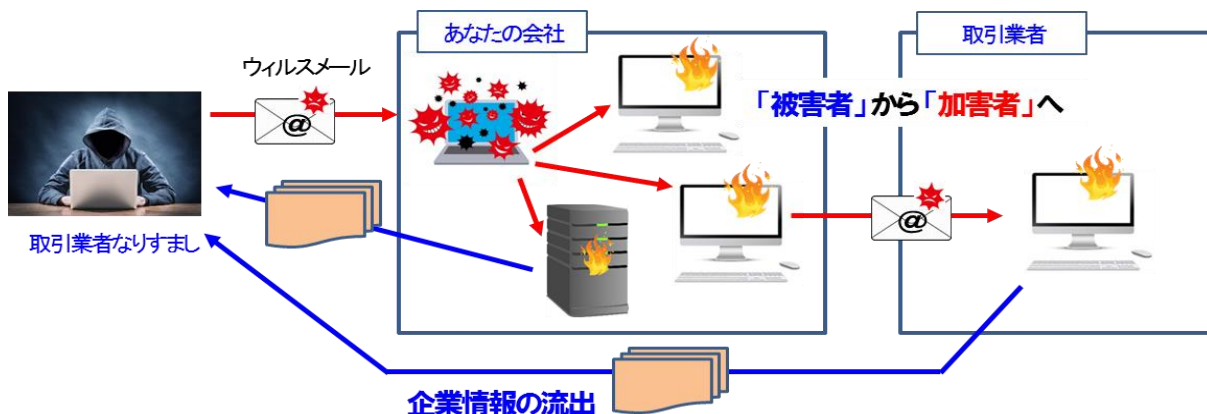 あなたの会社
取引業者
ウィルスメール
「被害者」から「加害者」へ
@
@
取引業者なりすまし
企業情報の流出